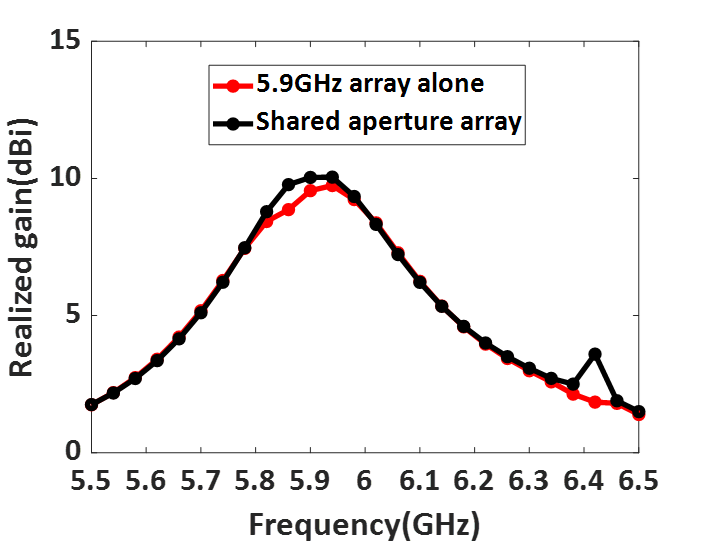 15
10
5
0
5.9GHz array alone
Shared aperture array
Realized gain(dBi)
5.5 5.6 5.7 5.8 5.9 6 6.1 6.2 6.3 6.4 6.5
Frequency(GHz)